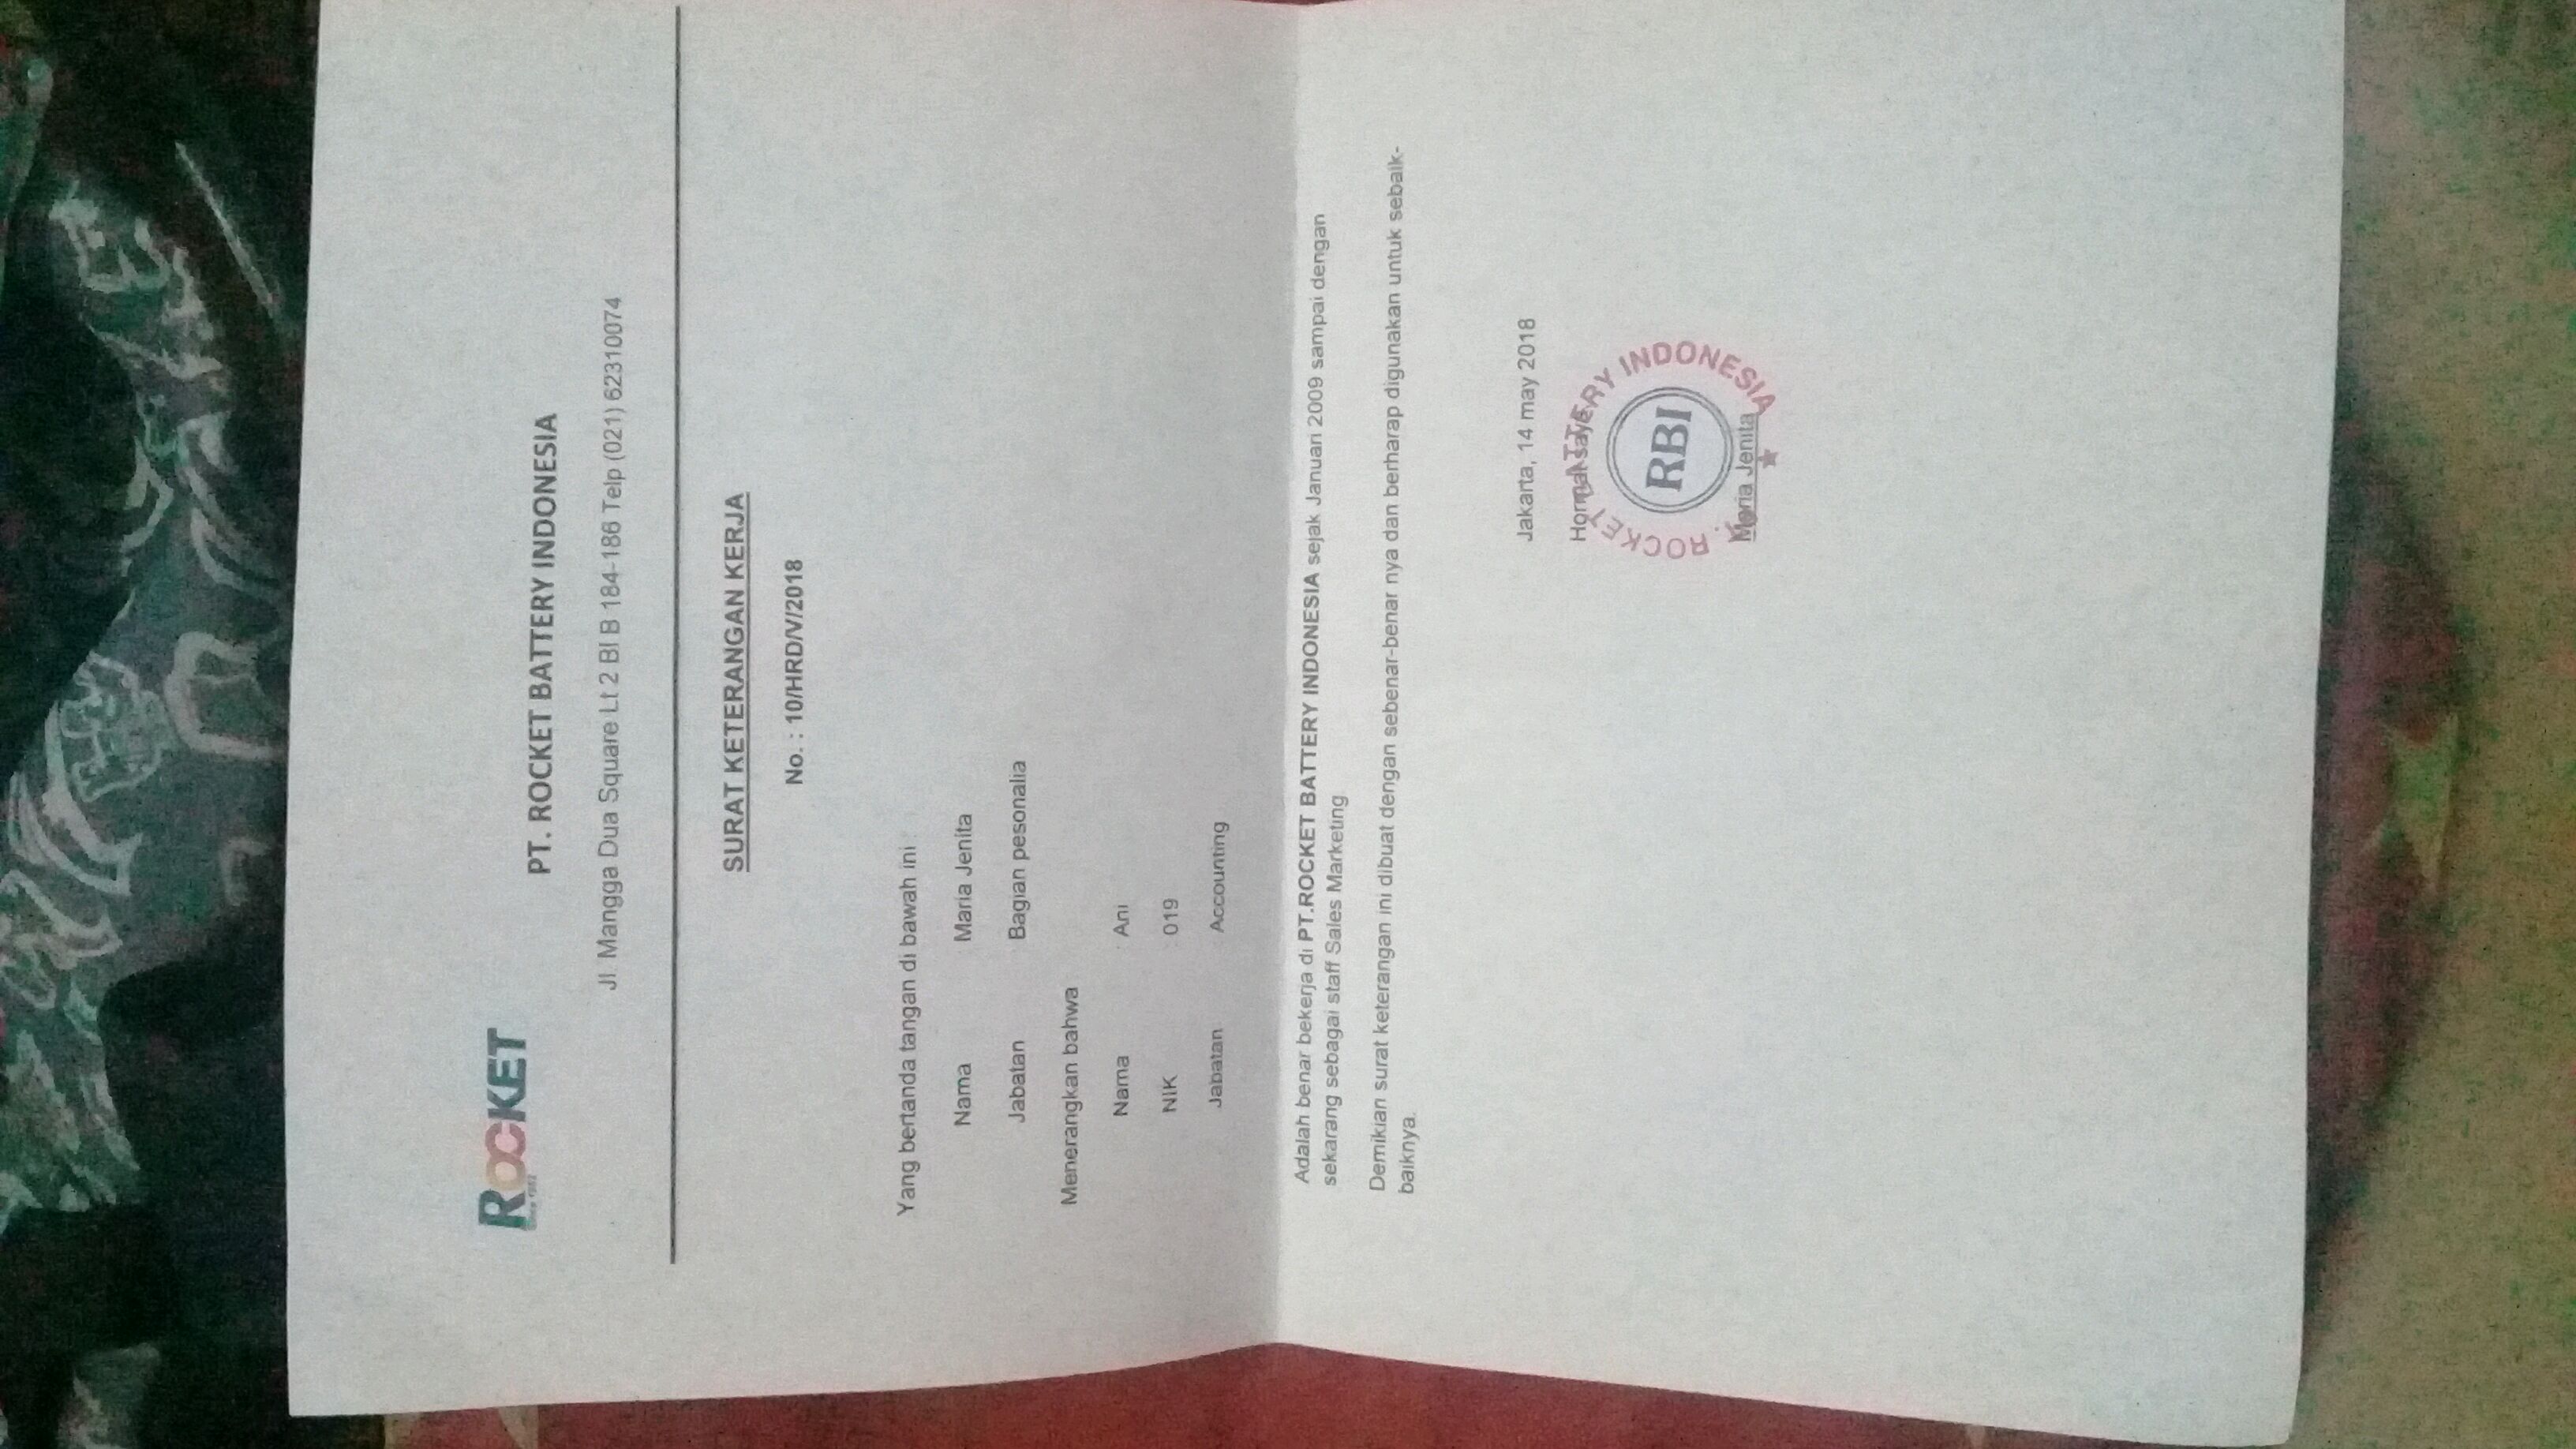 ROCKET
PT. ROCKET BATTERY INDONESIA
Jl Mangga Dua Square Lt 2 Bl B 184-186 Telp (021) 62310074
SURAT KETERANGAN KERJA
No. : 10/HRD/V/2018
Yang bertanda tangan di bawah ini :
Nama : Maria Jenita
Jabatan : Bagian pesonalia
Menerangkan bahwa
Nama : Ani
NIK : 019
Jabatan : Accounting
Adalah benar bekerja di PT.ROCKET BATTERY INDONESIA sejak Januari 2009 sampai dengan
sekarang sebagai staff Sales Marketing
Demikian surat keterangan ini dibuat dengan sebenar-benar nya dan berharap digunakan untuk sebaik-
baiknya.
Jakarta, 14 may 2018
Hormat saya
ROCKET BATTERY INDONESIA
RBI
Maria Jenita